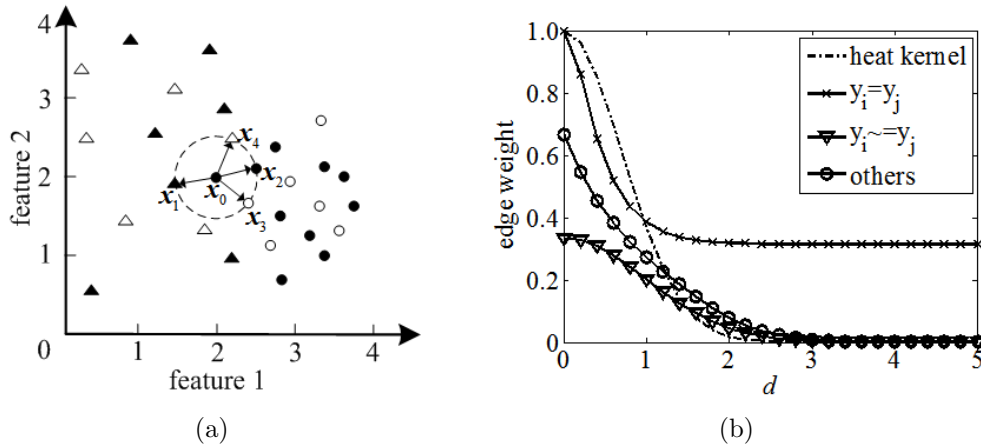 4
3
2
1
0
feature 2
1
2
3
4
feature 1
x4
x2
x0
x1
x3
(a)
1.0
0.8
0.6
0.4
0.2
0
edge weight
heat kernel
yi=yj
yi~=yj
others
0
1
2
3
4
5
d
(b)